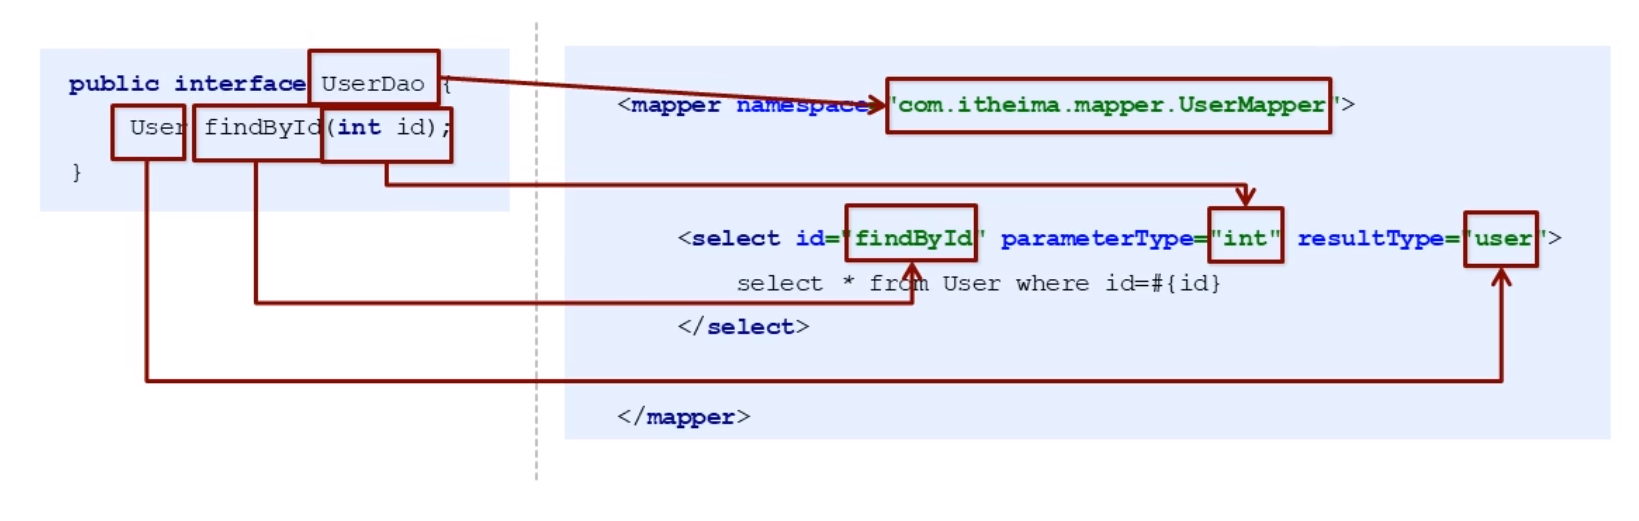 public interface UserDao {
User findById(int id);
}
<mapper namespace="com.itheima.mapper.UserMapper">
<select id="findById" parameterType="int" resultType="user">
select * from User where id=#{id}
</select>
</mapper>